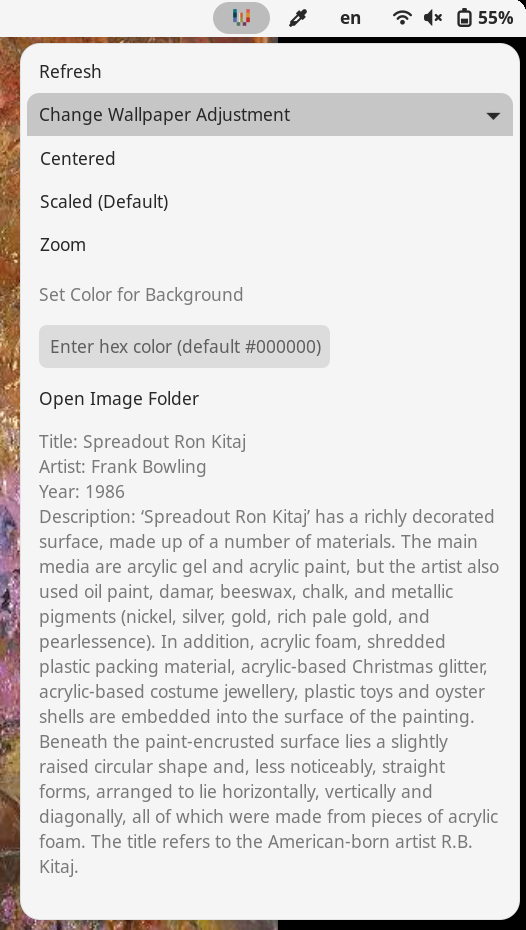 en 55%
Refresh
Change Wallpaper Adjustment
Centered
Scaled (Default)
Zoom
Set Color for Background
Enter hex color (default #000000)
Open Image Folder
Title: Spreadout Ron Kitaj
Artist: Frank Bowling
Year: 1986
Description: ‘Spreadout Ron Kitaj’ has a richly decorated
surface, made up of a number of materials. The main
media are arcylic gel and acrylic paint, but the artist also
used oil paint, damar, beeswax, chalk, and metallic
pigments (nickel, silver, gold, rich pale gold, and
pearlessence). In addition, acrylic foam, shredded
plastic packing material, acrylic-based Christmas glitter,
acrylic-based costume jewellery, plastic toys and oyster
shells are embedded into the surface of the painting.
Beneath the paint-encrusted surface lies a slightly
raised circular shape and, less noticeably, straight
forms, arranged to lie horizontally, vertically and
diagonally, all of which were made from pieces of acrylic
foam. The title refers to the American-born artist R.B.
Kitaj.